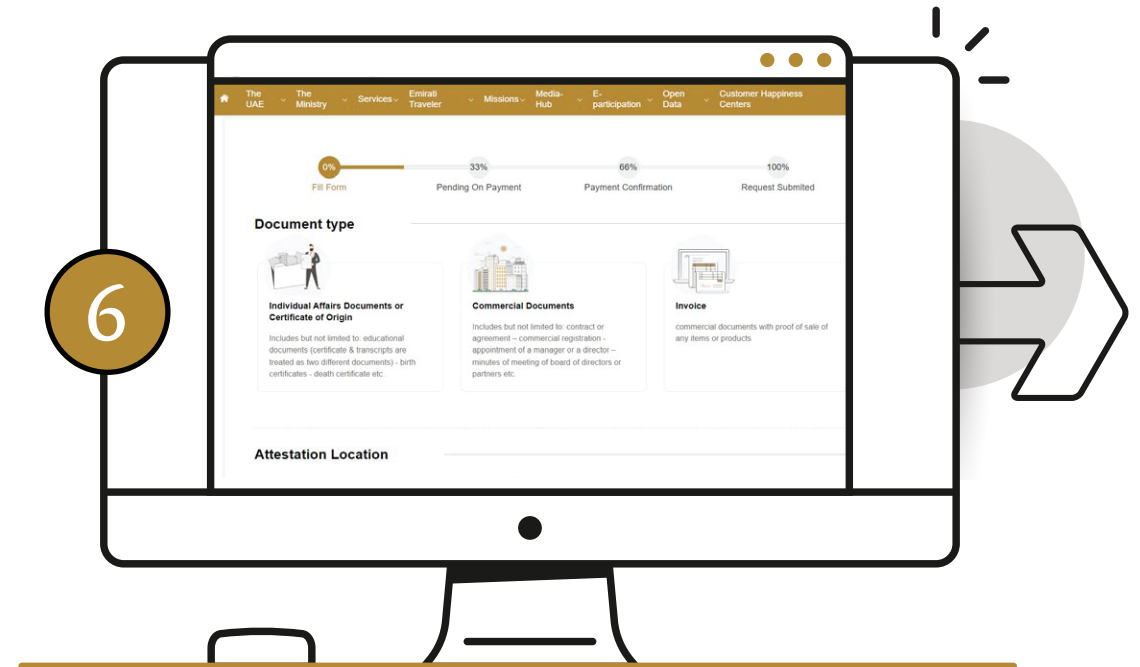 The UAE The Ministry Services Emirati Traveler Missions Media-Hub E-participation Open Data Customer Happiness Centers
0% 33% 66% 100%
Fill Form Pending On Payment Payment Confirmation Request Submited
Document type
Individual Affairs Documents or
Certificate of Origin
Includes but not limited to: educational
documents (certificate & transcripts are
treated as two different documents) - birth
certificates - death certificate etc.
Commercial Documents
Includes but not limited to: contract or
agreement – commercial registration -
appointment of a manager or a director –
minutes of meeting of board of directors or
partners etc.
Invoice
commercial documents with proof of sale of
any items or products
Attestation Location
6